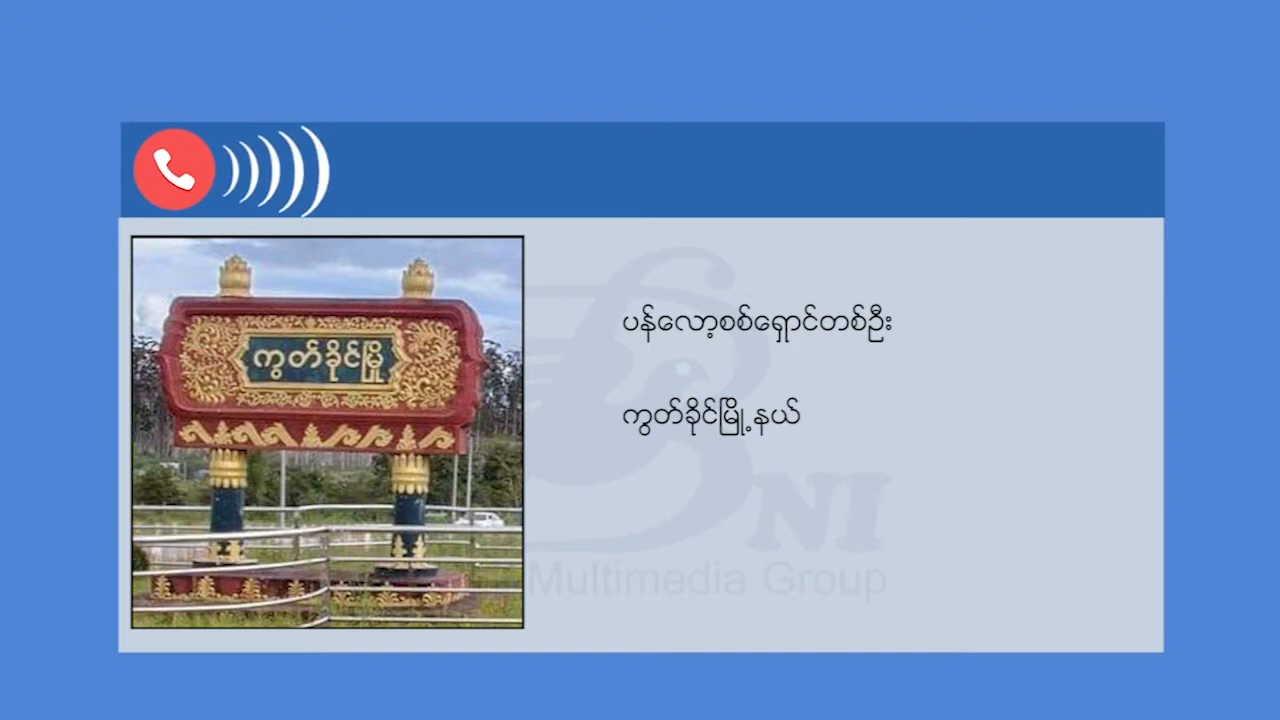 ကွတ်ခိုင်မြို့
ပန်လော့စစ်ရှောင်တစ်ဦး
ကွတ်ခိုင်မြို့နယ်
BNI
Multimedia Group